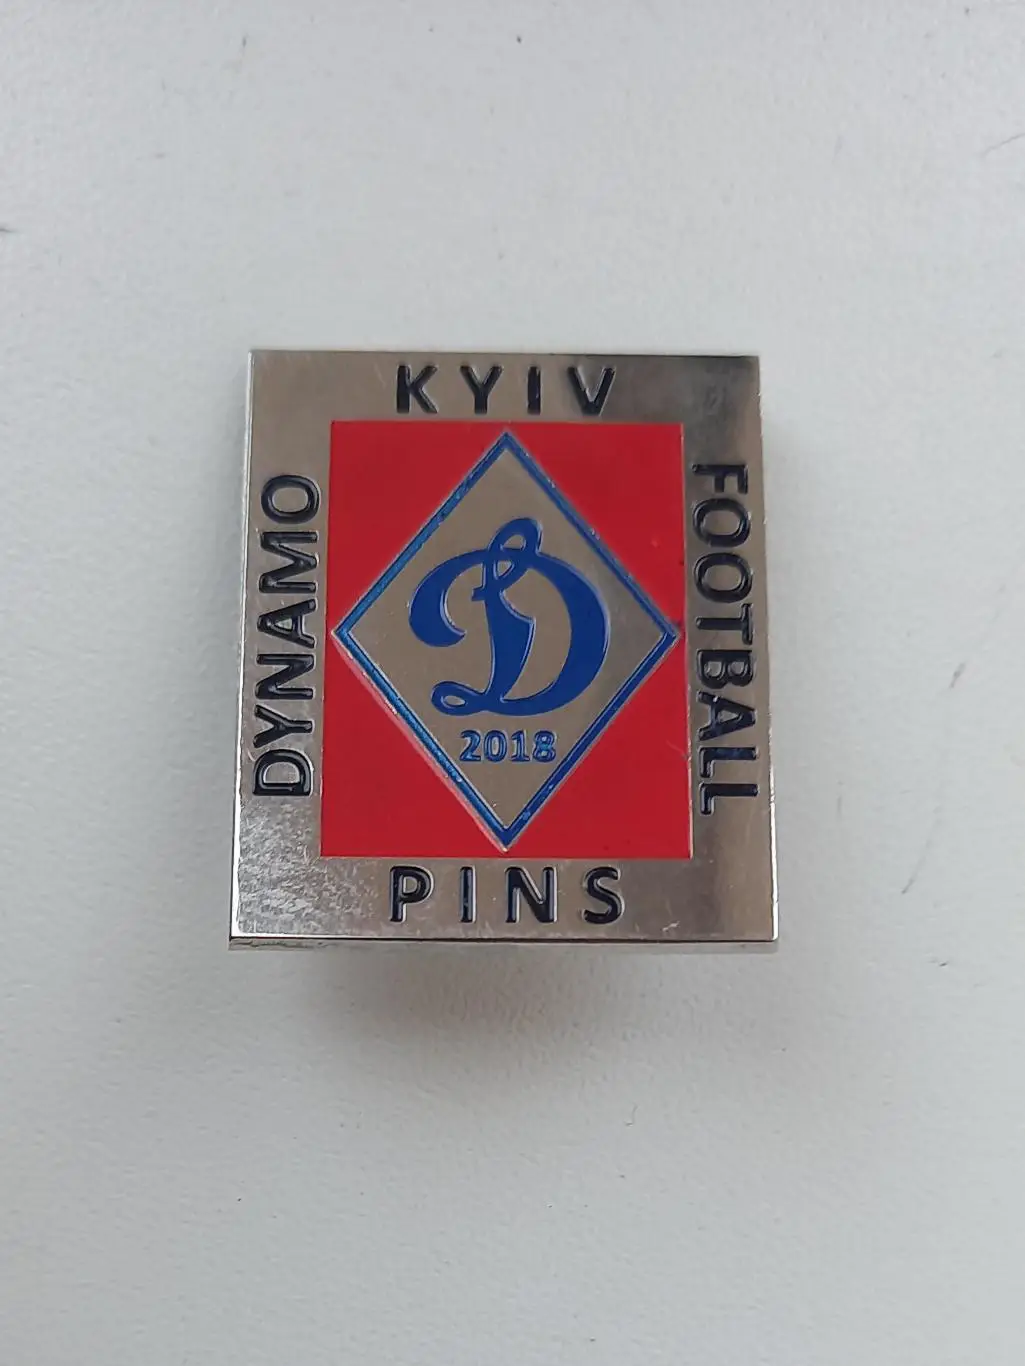 DYNAMO
KYIV
FOOTBALL
PINS
D
2018